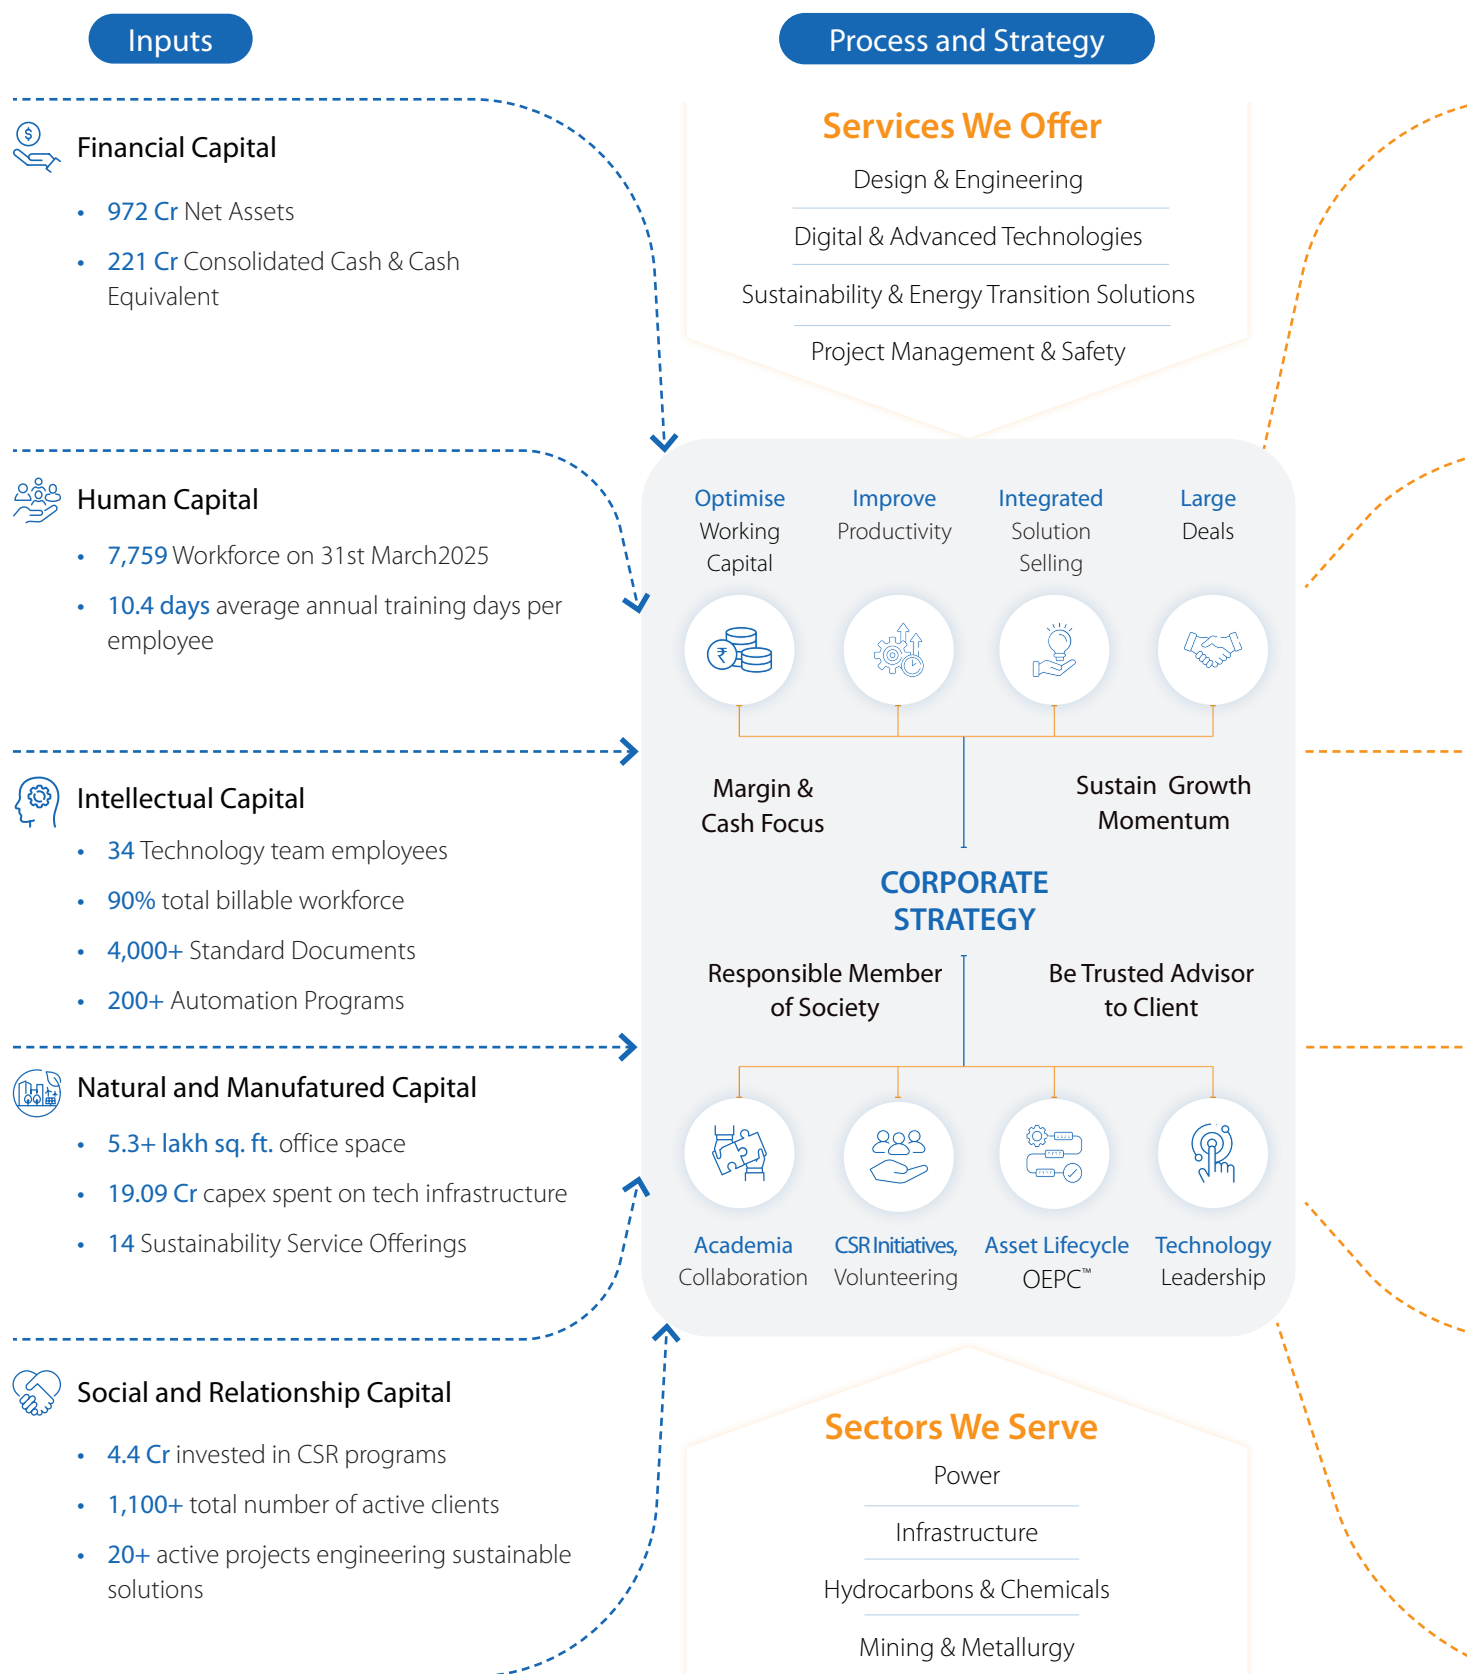 Inputs
Financial Capital
• 972 Cr Net Assets
• 221 Cr Consolidated Cash & Cash
Equivalent
Human Capital
• 7,759 Workforce on 31st March2025
• 10.4 days average annual training days per
employee
Intellectual Capital
• 34 Technology team employees
• 90% total billable workforce
• 4,000+ Standard Documents
• 200+ Automation Programs
Natural and Manufatured Capital
• 5.3+ lakh sq. ft. office space
• 19.09 Cr capex spent on tech infrastructure
• 14 Sustainability Service Offerings
Social and Relationship Capital
• 4.4 Cr invested in CSR programs
• 1,100+ total number of active clients
• 20+ active projects engineering sustainable
solutions
Process and Strategy
Services We Offer
Design & Engineering
Digital & Advanced Technologies
Sustainability & Energy Transition Solutions
Project Management & Safety
Optimise
Working
Capital
Improve
Productivity
Integrated
Solution
Selling
Large
Deals
Margin &
Cash Focus
Sustain Growth
Momentum
CORPORATE
STRATEGY
Responsible Member
of Society
Be Trusted Advisor
to Client
Academia
Collaboration
CSR Initiatives,
Volunteering
Asset Lifecycle
OEPC™
Technology
Leadership
Sectors We Serve
Power
Infrastructure
Hydrocarbons & Chemicals
Mining & Metallurgy